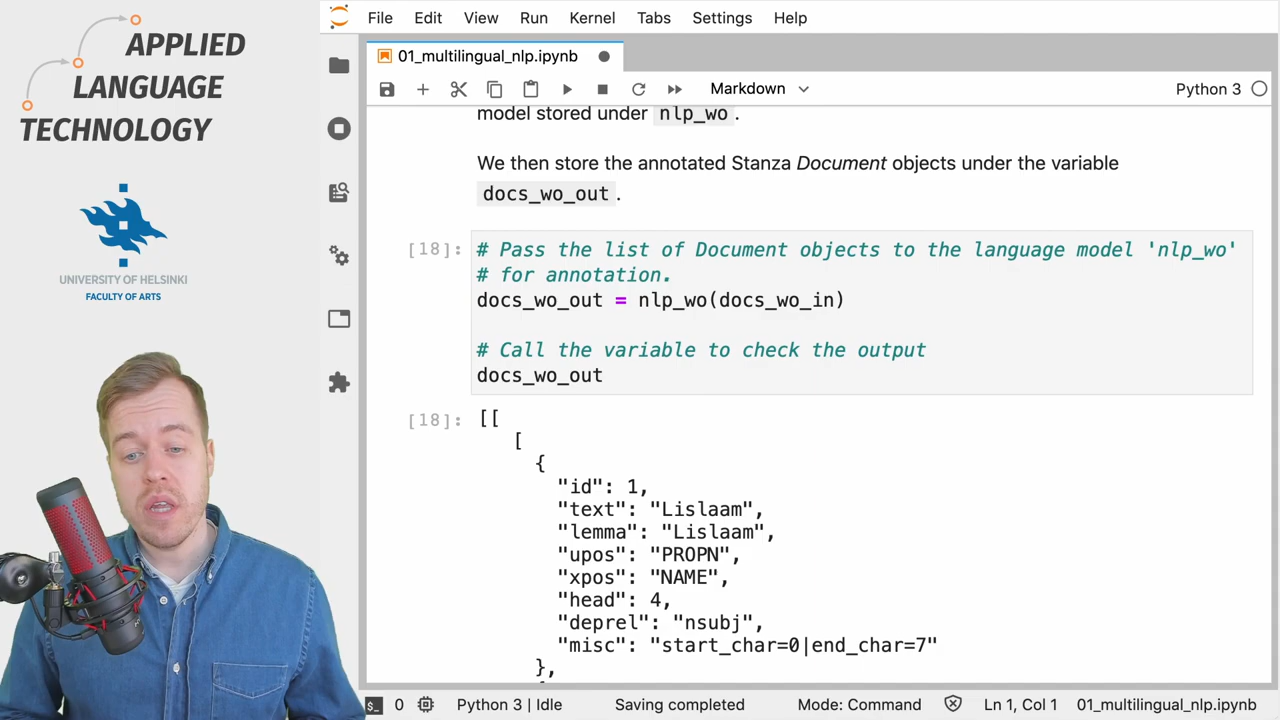 APPLIED
LANGUAGE
TECHNOLOGY
UNIVERSITY OF HELSINKI
FACULTY OF ARTS
File Edit View Run Kernel Tabs Settings Help
01_multilingual_nlp.ipynb
Markdown
Python 3
model stored under nlp_wo .
We then store the annotated Stanza Document objects under the variable
docs_wo_out .
[18]:
# Pass the list of Document objects to the language model 'nlp_wo'
# for annotation.
docs_wo_out = nlp_wo(docs_wo_in)
# Call the variable to check the output
docs_wo_out
[18]: [[
[
{
"id": 1,
"text": "Lislaam",
"lemma": "Lislaam",
"upos": "PROPN",
"xpos": "NAME",
"head": 4,
"deprel": "nsubj",
"misc": "start_char=0|end_char=7"
},
0 Python 3 | Idle Saving completed Mode: Command Ln 1, Col 1 01_multilingual_nlp.ipynb